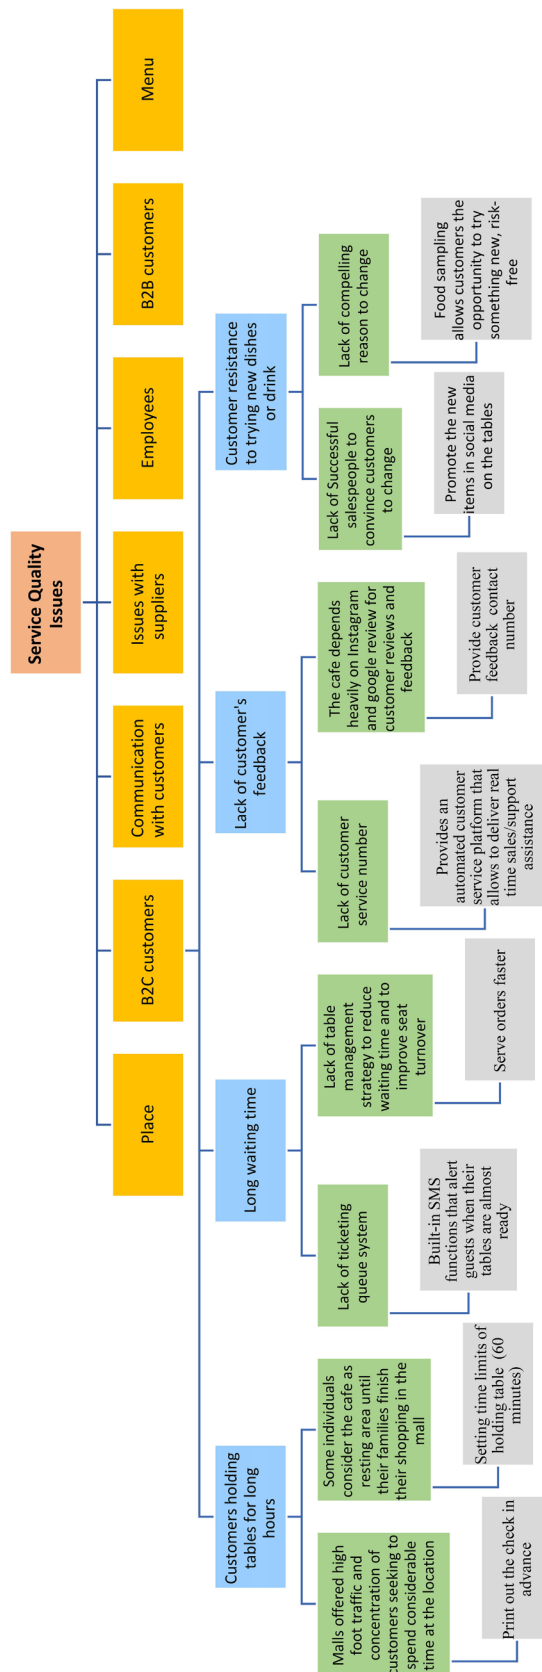 Service Quality
Issues
Place
B2C customers
Communication
with customers
Issues with
suppliers
Employees
B2B customers
Menu
Customers holding
tables for long
hours
Long waiting time
Lack of customer's
feedback
Customer resistance
to trying new dishes
or drink
Malls offered high
foot traffic and
concentration of
customers seeking to
spend considerable
time at the location
Some individuals
consider the cafe as
resting area until
their families finish
their shopping in the
mall
Lack of ticketing
queue system
Lack of table
management
strategy to reduce
waiting time and to
improve seat
turnover
Lack of customer
service number
The cafe depends
heavily on Instagram
and google review for
customer reviews and
feedback
Lack of Successful
salespeople to
convince customers
to change
Lack of compelling
reason to change
Print out the check in
advance
Setting time limits of
holding table (60
minutes)
Built-in SMS
functions that alert
guests when their
tables are almost
ready
Serve orders faster
Provides an
automated customer
service platform that
allows to deliver real
time sales/support
assistance
Provide customer
feedback contact
number
Promote the new
items in social media
on the tables
Food sampling
allows customers the
opportunity to try
something new, risk-
free